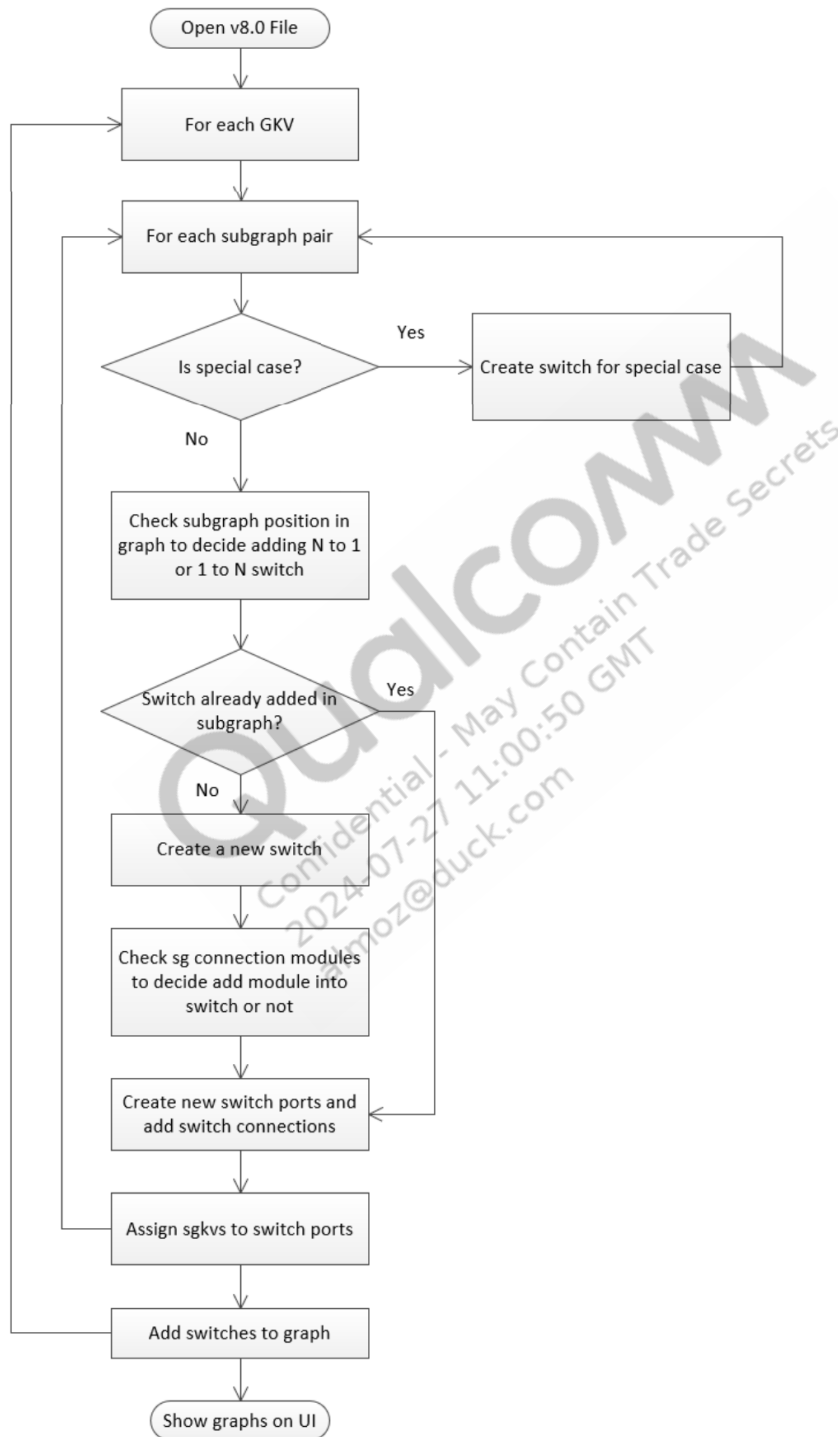 Open v8.0 File
For each GKV
For each subgraph pair
Is special case?
Yes
Create switch for special case
No
Check subgraph position in
graph to decide adding N to 1
or 1 to N switch
Switch already added in
subgraph?
Yes
No
Create a new switch
Check sg connection modules
to decide add module into
switch or not
Create new switch ports and
add switch connections
Assign sgkvs to switch ports
Add switches to graph
Show graphs on UI
Qualcomm
Confidential - May Contain Trade Secrets
2024-07-27 11:00:50 GMT
almoz@duck.com